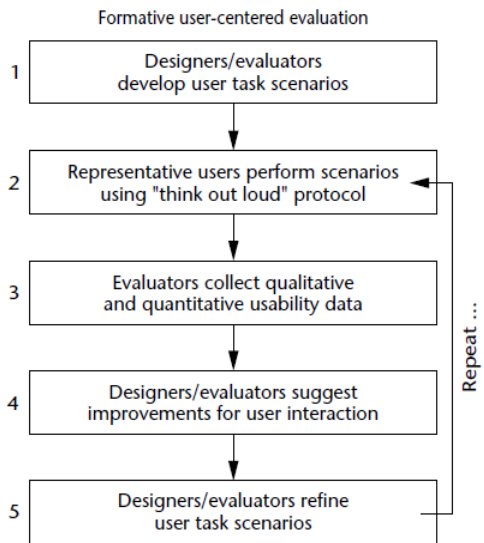 Formative user-centered evaluation
1
Designers/evaluators
develop user task scenarios
2
Representative users perform scenarios
using "think out loud" protocol
3
Evaluators collect qualitative
and quantitative usability data
4
Designers/evaluators suggest
improvements for user interaction
5
Designers/evaluators refine
user task scenarios
Repeat ...